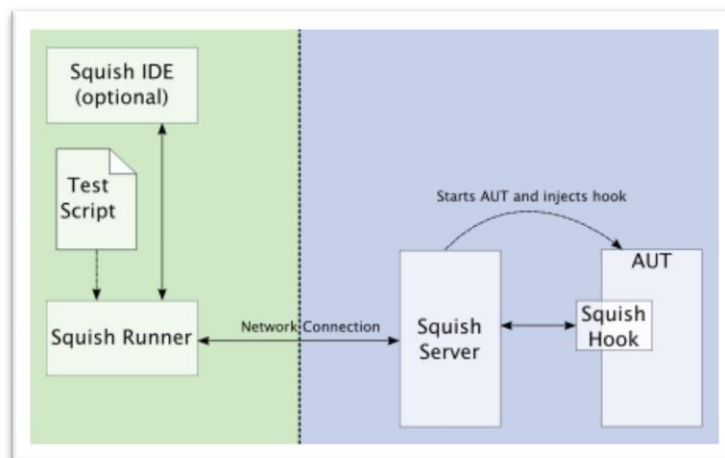 Squish IDE
(optional)
Test
Script
Squish Runner
Network Connection
Starts AUT and injects hook
Squish
Server
AUT
Squish
Hook